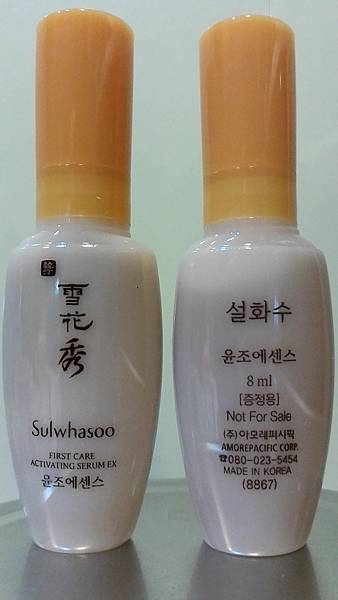 雪花秀
Sulwhasoo
FIRST CARE
ACTIVATING SERUM EX
윤조에센스
설화수
윤조에센스
8 ml
[증정용]
Not For Sale
(주)아모레퍼시픽
AMOREPACIFIC CORP.
☎080-023-5454
MADE IN KOREA
(8867)